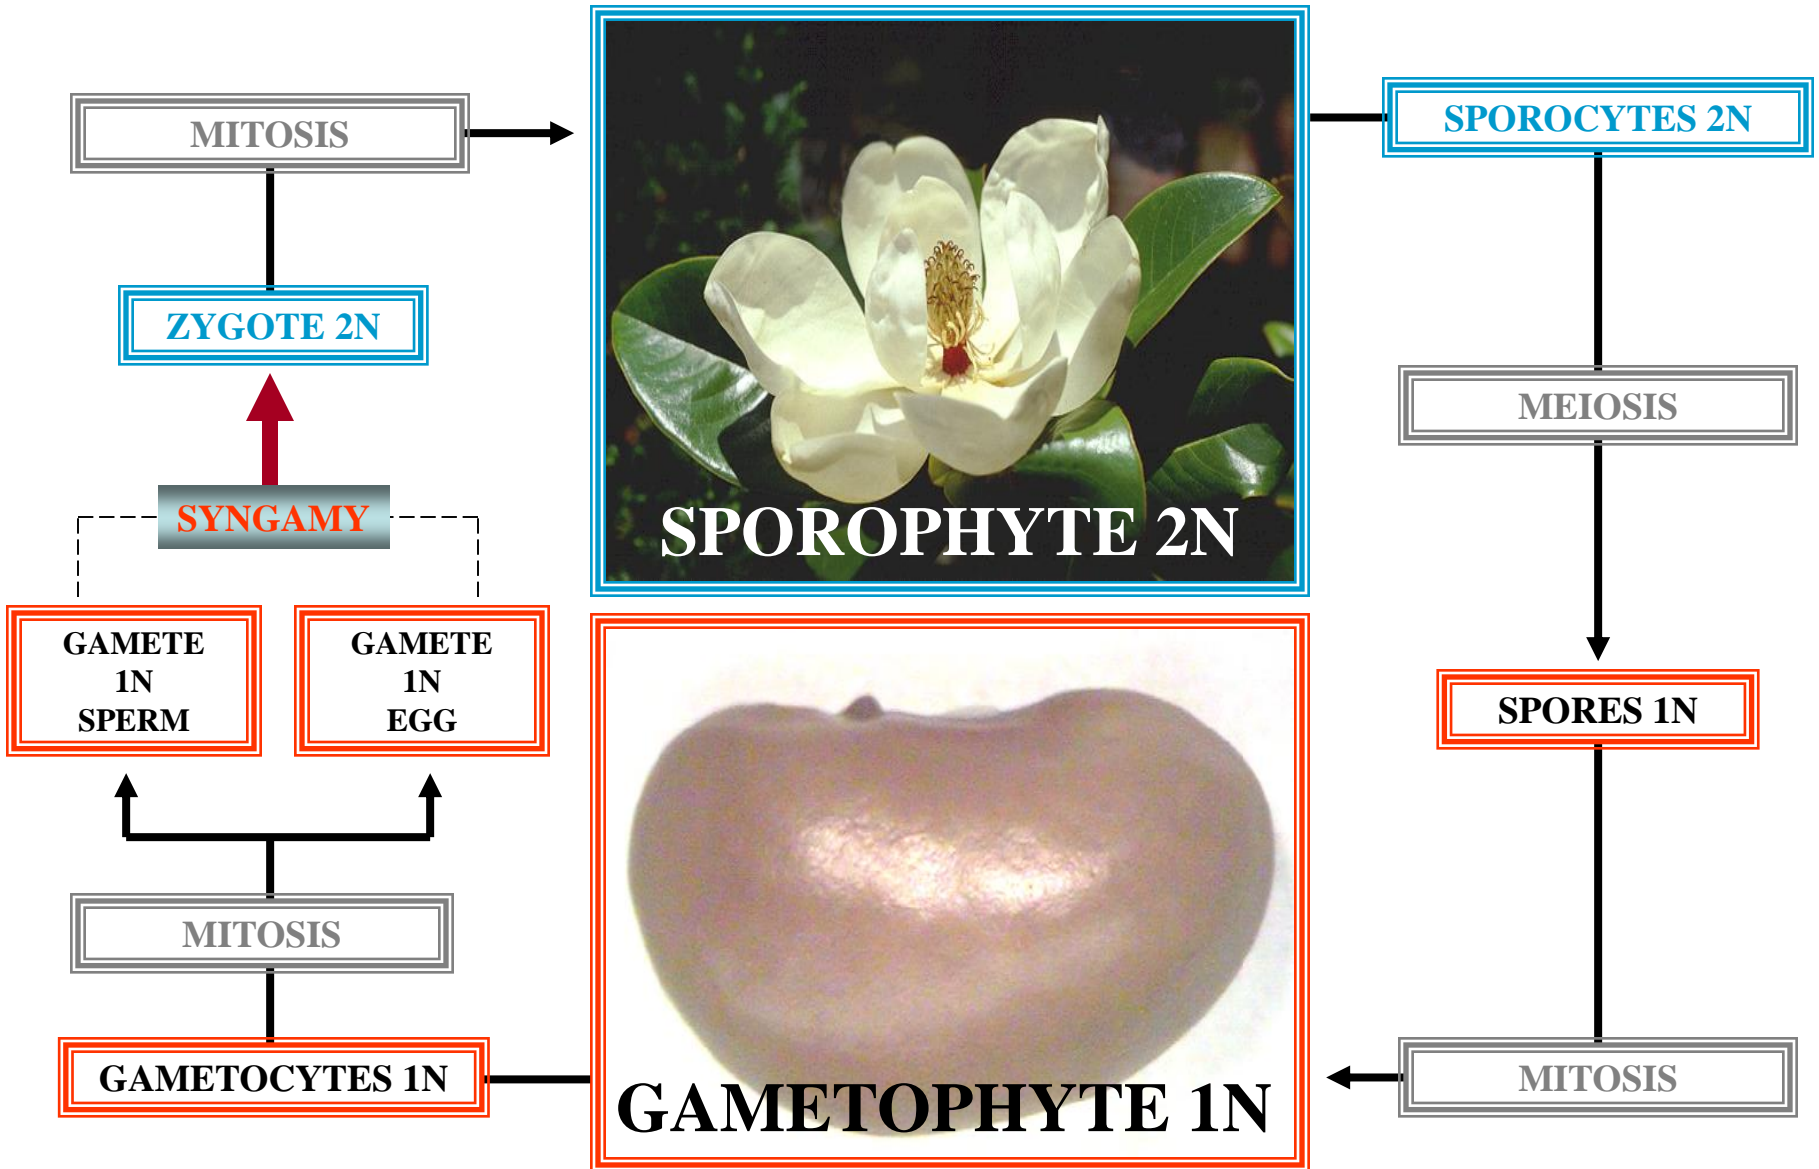 MITOSIS
SPOROCYTES 2N
ZYGOTE 2N
MEIOSIS
SYNGAMY
SPOROPHYTE 2N
GAMETE
1N
SPERM
GAMETE
1N
EGG
SPORES 1N
MITOSIS
GAMETOCYTES 1N
GAMETOPHYTE 1N
MITOSIS